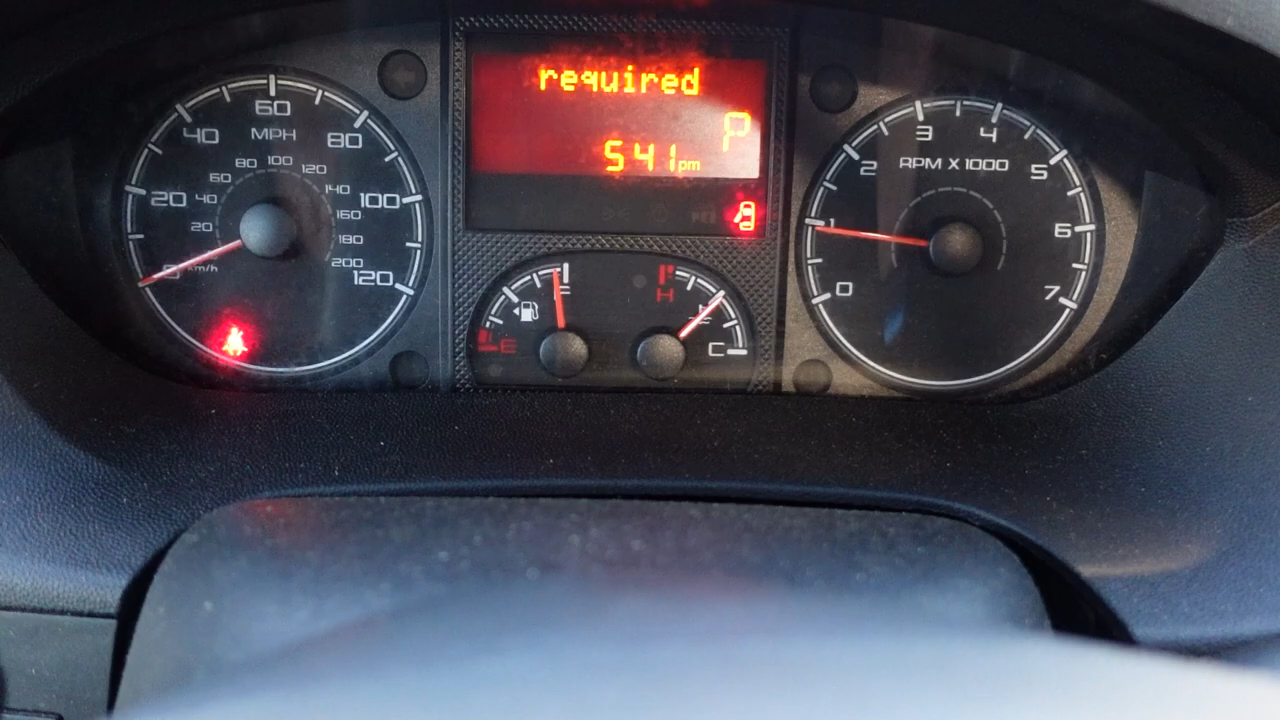 required
P
541pm
60
40 80
MPH
80 100 120
60 140
20 40 100
160
20 180
0 km/h 200
120
F
E
H
C
3 4
RPM X 1000
2 5
1 6
0 7